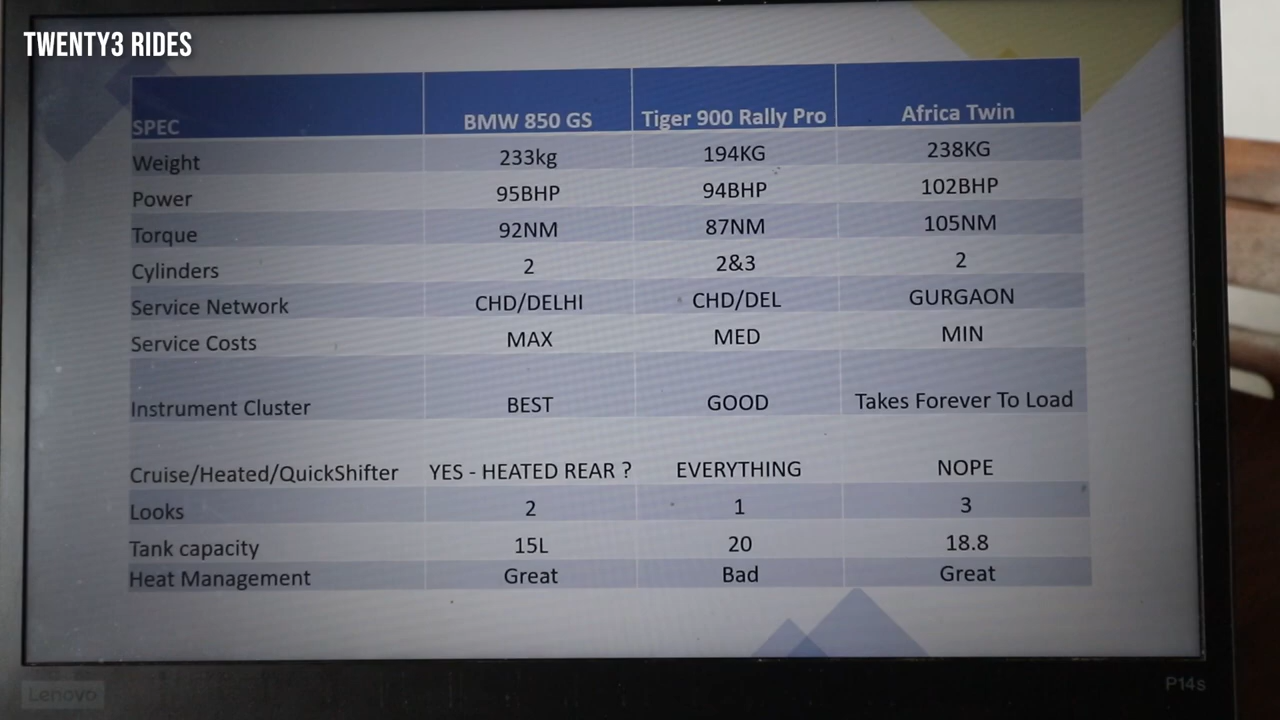 TWENTY3 RIDES
SPEC BMW 850 GS Tiger 900 Rally Pro Africa Twin
Weight 233kg 194KG 238KG
Power 95BHP 94BHP 102BHP
Torque 92NM 87NM 105NM
Cylinders 2 2&3 2
Service Network CHD/DELHI CHD/DEL GURGAON
Service Costs MAX MED MIN
Instrument Cluster BEST GOOD Takes Forever To Load
Cruise/Heated/QuickShifter YES - HEATED REAR ? EVERYTHING NOPE
Looks 2 1 3
Tank capacity 15L 20 18.8
Heat Management Great Bad Great
Lenovo
P14s